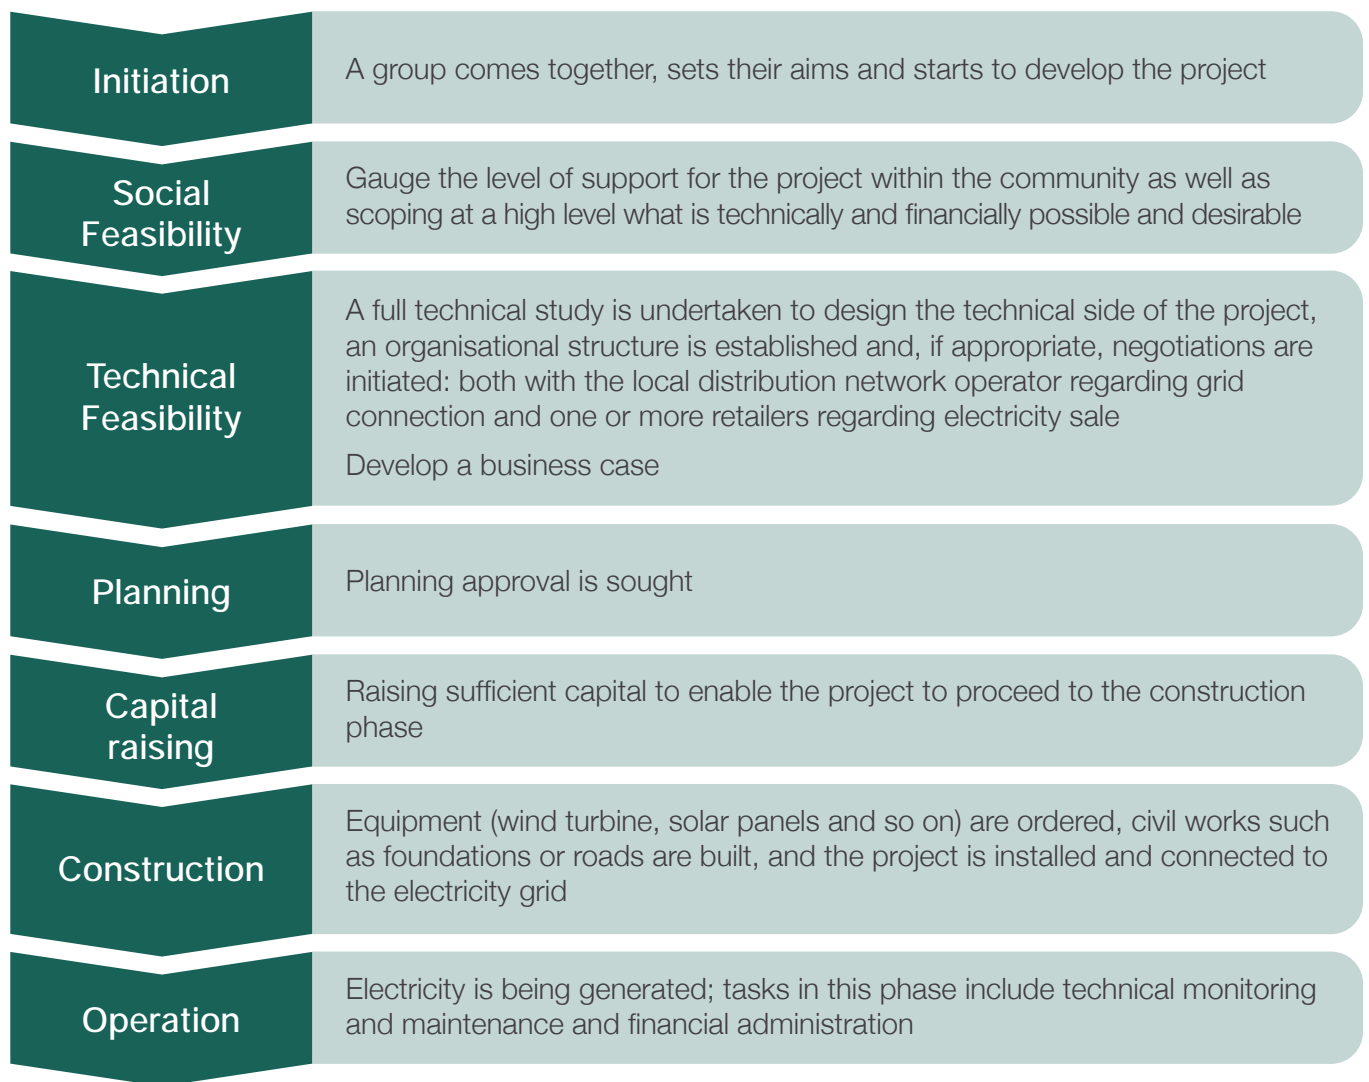 Initiation
A group comes together, sets their aims and starts to develop the project
Social
Feasibility
Gauge the level of support for the project within the community as well as
scoping at a high level what is technically and financially possible and desirable
Technical
Feasibility
A full technical study is undertaken to design the technical side of the project,
an organisational structure is established and, if appropriate, negotiations are
initiated: both with the local distribution network operator regarding grid
connection and one or more retailers regarding electricity sale
Develop a business case
Planning
Planning approval is sought
Capital
raising
Raising sufficient capital to enable the project to proceed to the construction
phase
Construction
Equipment (wind turbine, solar panels and so on) are ordered, civil works such
as foundations or roads are built, and the project is installed and connected to
the electricity grid
Operation
Electricity is being generated; tasks in this phase include technical monitoring
and maintenance and financial administration